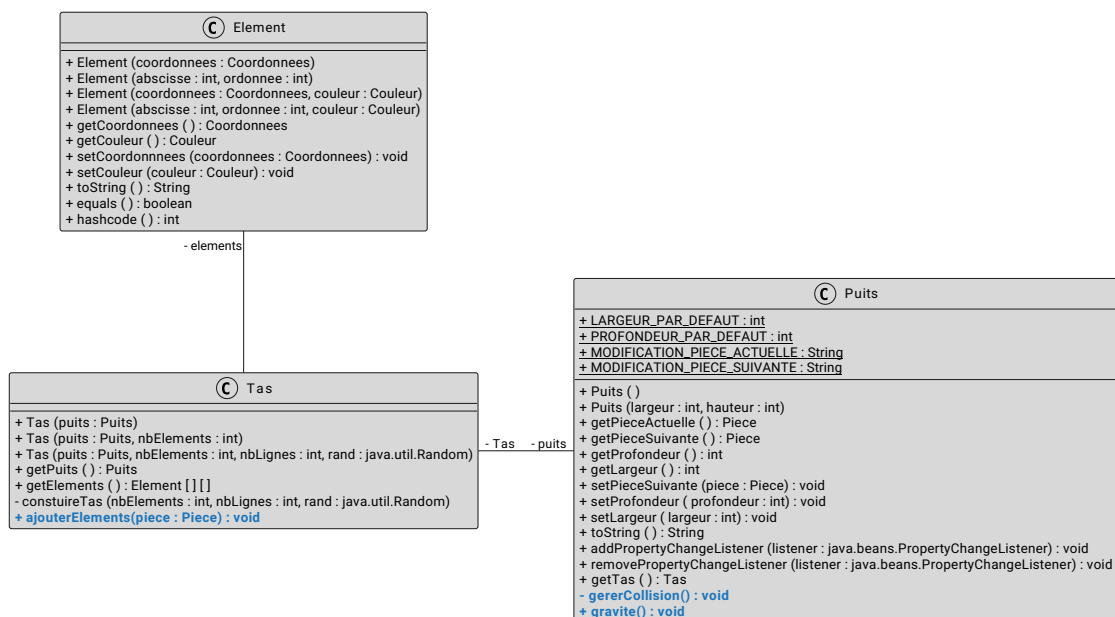 C Element
+ Element (coordonnees : Coordonnees)
+ Element (abscisse : int, ordonnee : int)
+ Element (coordonnees : Coordonnees, couleur : Couleur)
+ Element (abscisse : int, ordonnee : int, couleur : Couleur)
+ getCoordonnees ( ) : Coordonnees
+ getCouleur ( ) : Couleur
+ setCoordonnnees (coordonnees : Coordonnees) : void
+ setCouleur (couleur : Couleur) : void
+ toString ( ) : String
+ equals ( ) : boolean
+ hashcode ( ) : int
- elements
C Tas
+ Tas (puits : Puits)
+ Tas (puits : Puits, nbElements : int)
+ Tas (puits : Puits, nbElements : int, nbLignes : int, rand : java.util.Random)
+ getPuits ( ) : Puits
+ getElements ( ) : Element [ ] [ ]
- constuireTas (nbElements : int, nbLignes : int, rand : java.util.Random)
+ ajouterElements(piece : Piece) : void
- Tas - puits
C Puits
+ LARGEUR_PAR_DEFAUT : int
+ PROFONDEUR_PAR_DEFAUT : int
+ MODIFICATION_PIECE_ACTUELLE : String
+ MODIFICATION_PIECE_SUIVANTE : String
+ Puits ( )
+ Puits (largeur : int, hauteur : int)
+ getPieceActuelle ( ) : Piece
+ getPieceSuivante ( ) : Piece
+ getProfondeur ( ) : int
+ getLargeur ( ) : int
+ setPieceSuivante (piece : Piece) : void
+ setProfondeur ( profondeur : int) : void
+ setLargeur ( largeur : int) : void
+ toString ( ) : String
+ addPropertyChangeListener (listener : java.beans.PropertyChangeListener) : void
+ removePropertyChangeListener (listener : java.beans.PropertyChangeListener) : void
+ getTas ( ) : Tas
- gererCollision() : void
+ gravite() : void